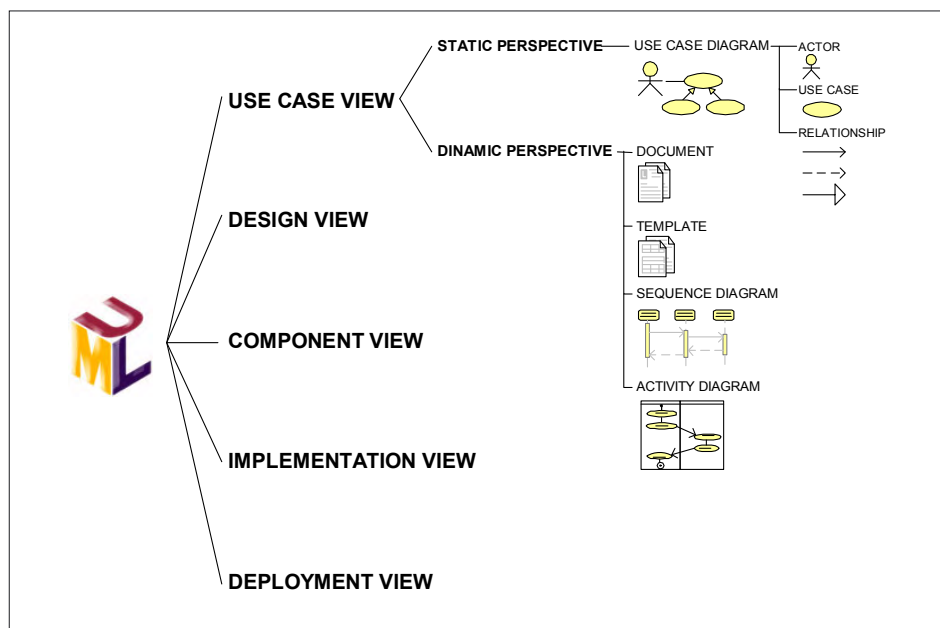 STATIC PERSPECTIVE
USE CASE DIAGRAM
ACTOR
USE CASE VIEW
USE CASE
RELATIONSHIP
DINAMIC PERSPECTIVE
DOCUMENT
DESIGN VIEW
TEMPLATE
SEQUENCE DIAGRAM
UML
COMPONENT VIEW
ACTIVITY DIAGRAM
IMPLEMENTATION VIEW
DEPLOYMENT VIEW